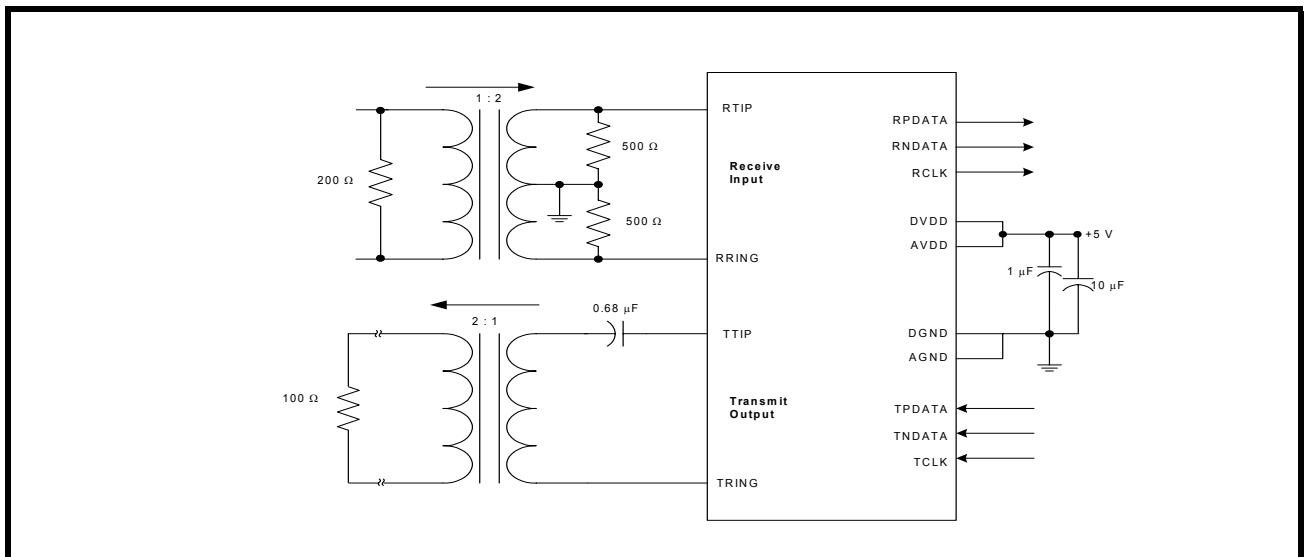 1 : 2
200 Ω
500 Ω
500 Ω
RTIP
Receive
Input
RRING
2 : 1
0.68 μF
100 Ω
TTIP
Transmit
Output
TRING
RPDATA
RNDATA
RCLK
DVDD
AVDD
+5 V
1 μF
10 μF
DGND
AGND
TPDATA
TNDATA
TCLK